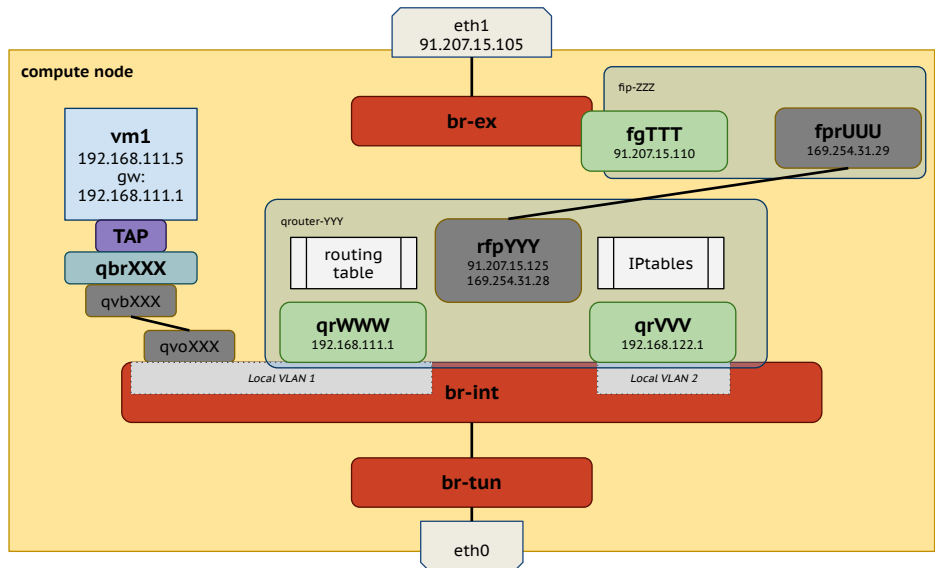 eth1
91.207.15.105
compute node
fip-ZZZ
br-ex
fgTTT
91.207.15.110
fprUUU
169.254.31.29
vm1
192.168.111.5
gw:
192.168.111.1
TAP
qbrXXX
qvbXXX
qvoXXX
qrouter-YYY
routing
table
rfpYYY
91.207.15.125
169.254.31.28
IPtables
qrWWW
192.168.111.1
qrVVV
192.168.122.1
Local VLAN 1
Local VLAN 2
br-int
br-tun
eth0